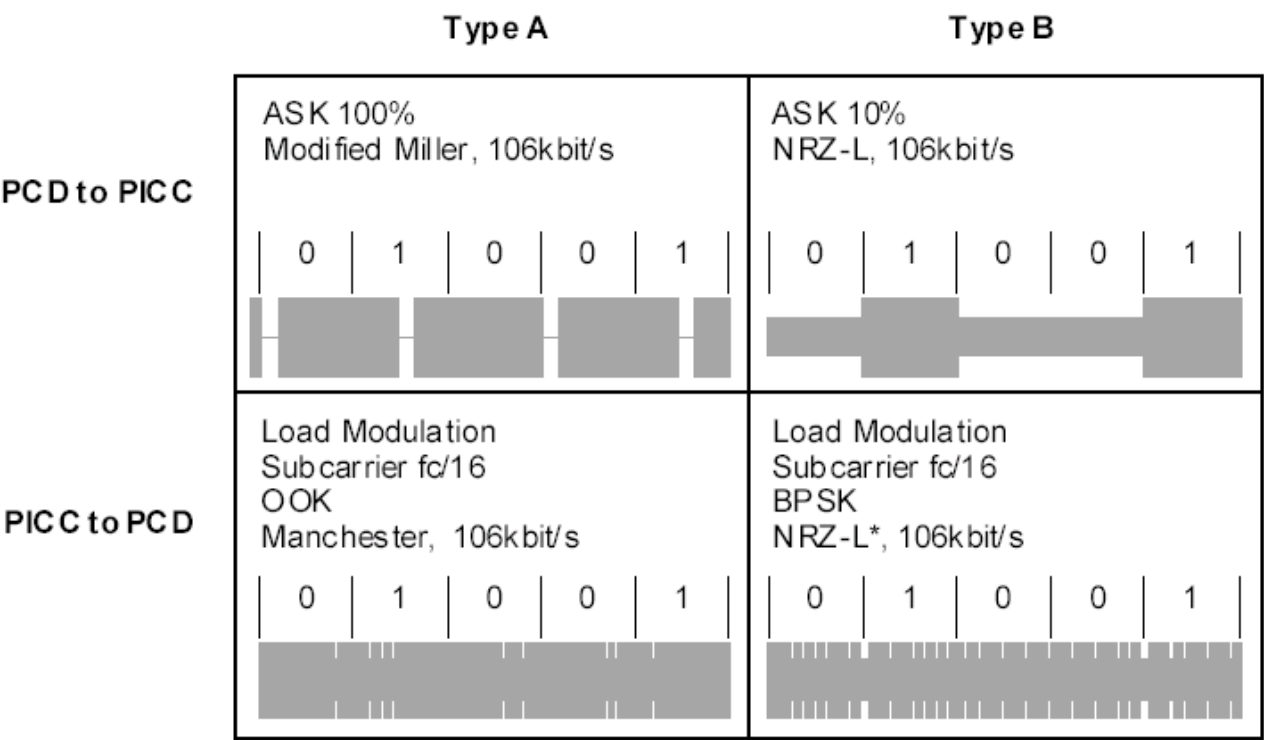 Type A
Type B
PCD to PICC
ASK 100%
Modified Miller, 106kbit/s
0 1 0 0 1
ASK 10%
NRZ-L, 106kbit/s
0 1 0 0 1
PICC to PCD
Load Modulation
Subcarrier fc/16
OOK
Manchester, 106kbit/s
0 1 0 0 1
Load Modulation
Subcarrier fc/16
BPSK
NRZ-L*, 106kbit/s
0 1 0 0 1